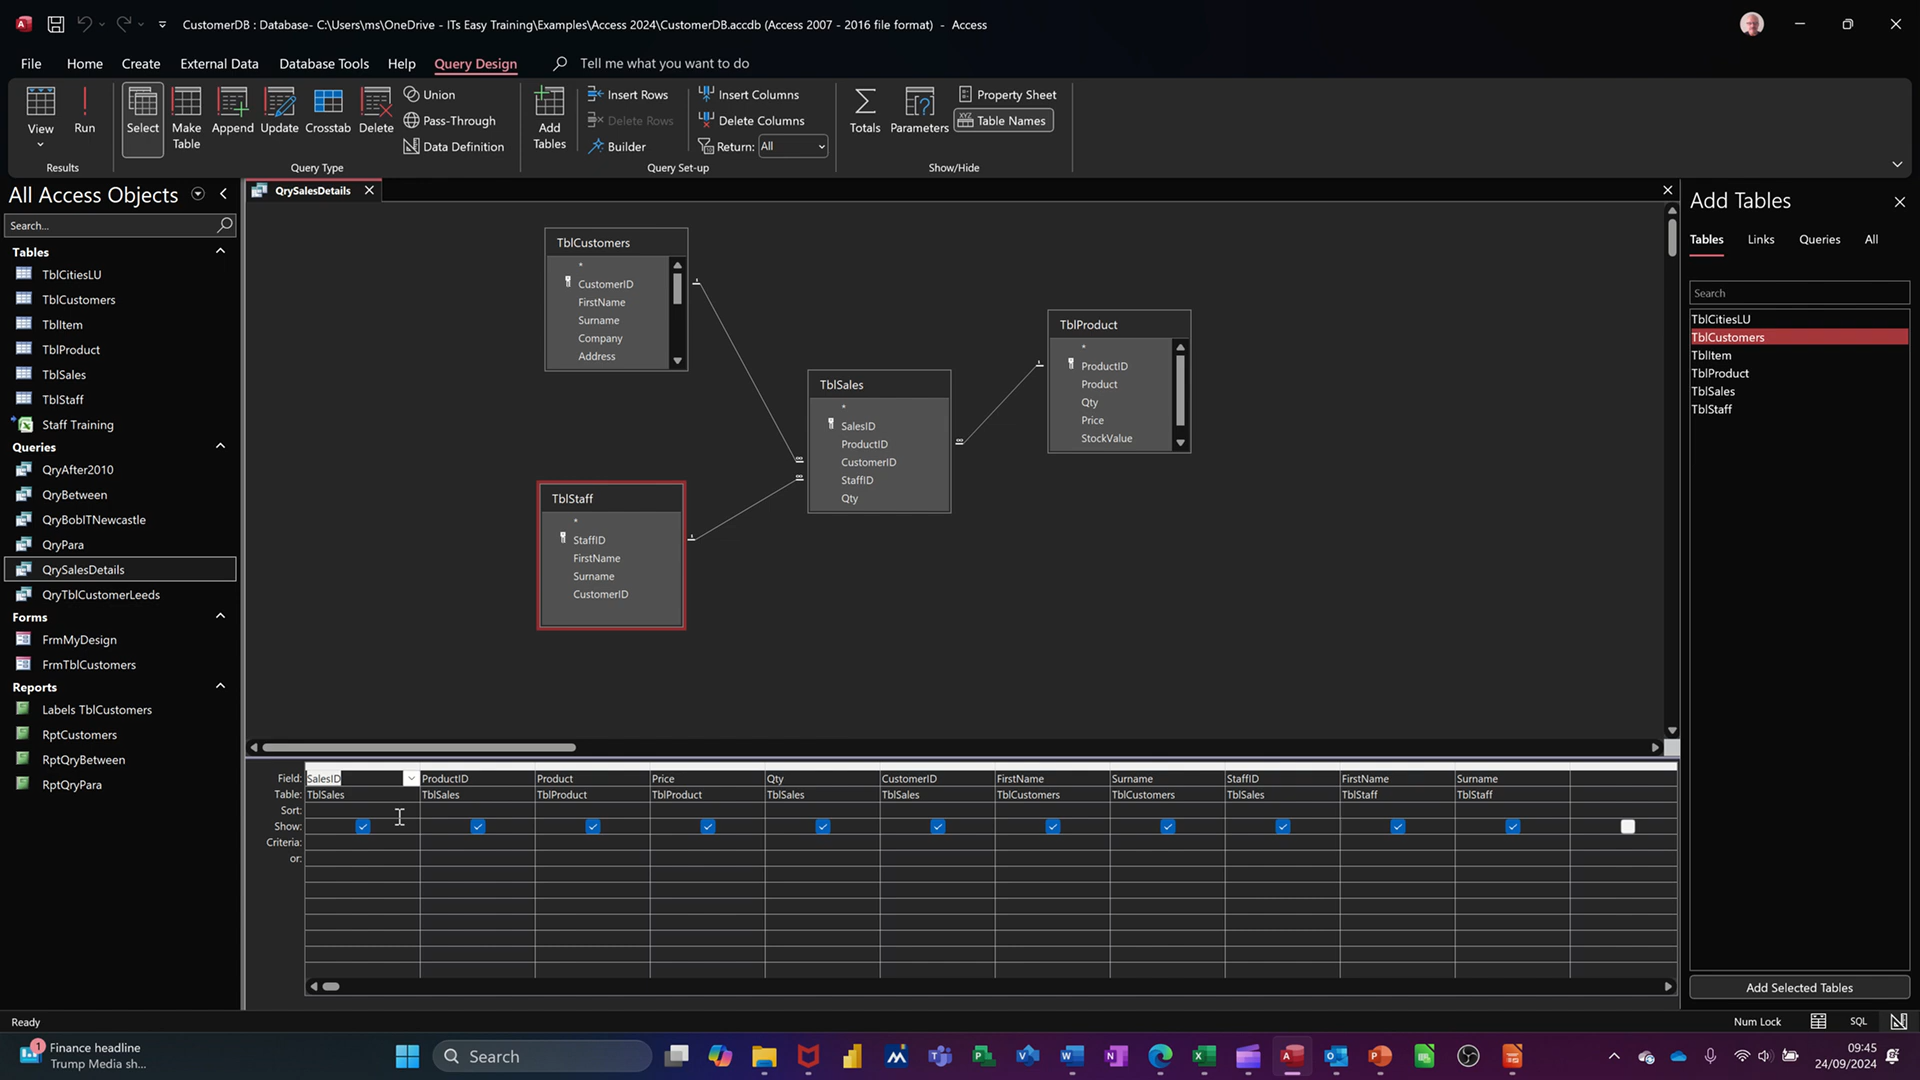 CustomerDB : Database- C:\Users\ms\OneDrive - ITs Easy Training\Examples\Access 2024\CustomerDB.accdb (Access 2007 - 2016 file format) - Access
File Home Create External Data Database Tools Help Query Design Tell me what you want to do
View
Run
Results
Select
Make
Table
Append
Update
Crosstab
Delete
Union
Pass-Through
Data Definition
Query Type
Add
Tables
Insert Rows
Delete Rows
Builder
Insert Columns
Delete Columns
Return: All
Query Set-up
Totals
Parameters
Property Sheet
Table Names
Show/Hide
All Access Objects
Search...
Tables
TblCitiesLU
TblCustomers
TblItem
TblProduct
TblSales
TblStaff
Staff Training
Queries
QryAfter2010
QryBetween
QryBobITNewcastle
QryPara
QrySalesDetails
QryTblCustomerLeeds
Forms
FrmMyDesign
FrmTblCustomers
Reports
Labels TblCustomers
RptCustomers
RptQryBetween
RptQryPara
QrySalesDetails
TblCustomers
*
CustomerID
FirstName
Surname
Company
Address
TblStaff
*
StaffID
FirstName
Surname
CustomerID
TblSales
*
SalesID
ProductID
CustomerID
StaffID
Qty
TblProduct
*
ProductID
Product
Qty
Price
StockValue
Field: SalesID ProductID Product Price Qty CustomerID FirstName Surname StaffID FirstName Surname
Table: TblSales TblSales TblProduct TblProduct TblSales TblSales TblCustomers TblCustomers TblSales TblStaff TblStaff
Sort:
Show:
Criteria:
or:
Add Tables
Tables Links Queries All
Search
TblCitiesLU
TblCustomers
TblItem
TblProduct
TblSales
TblStaff
Add Selected Tables
Ready
Num Lock
SQL
1
Finance headline
Trump Media sh...
Search
09:45
24/09/2024